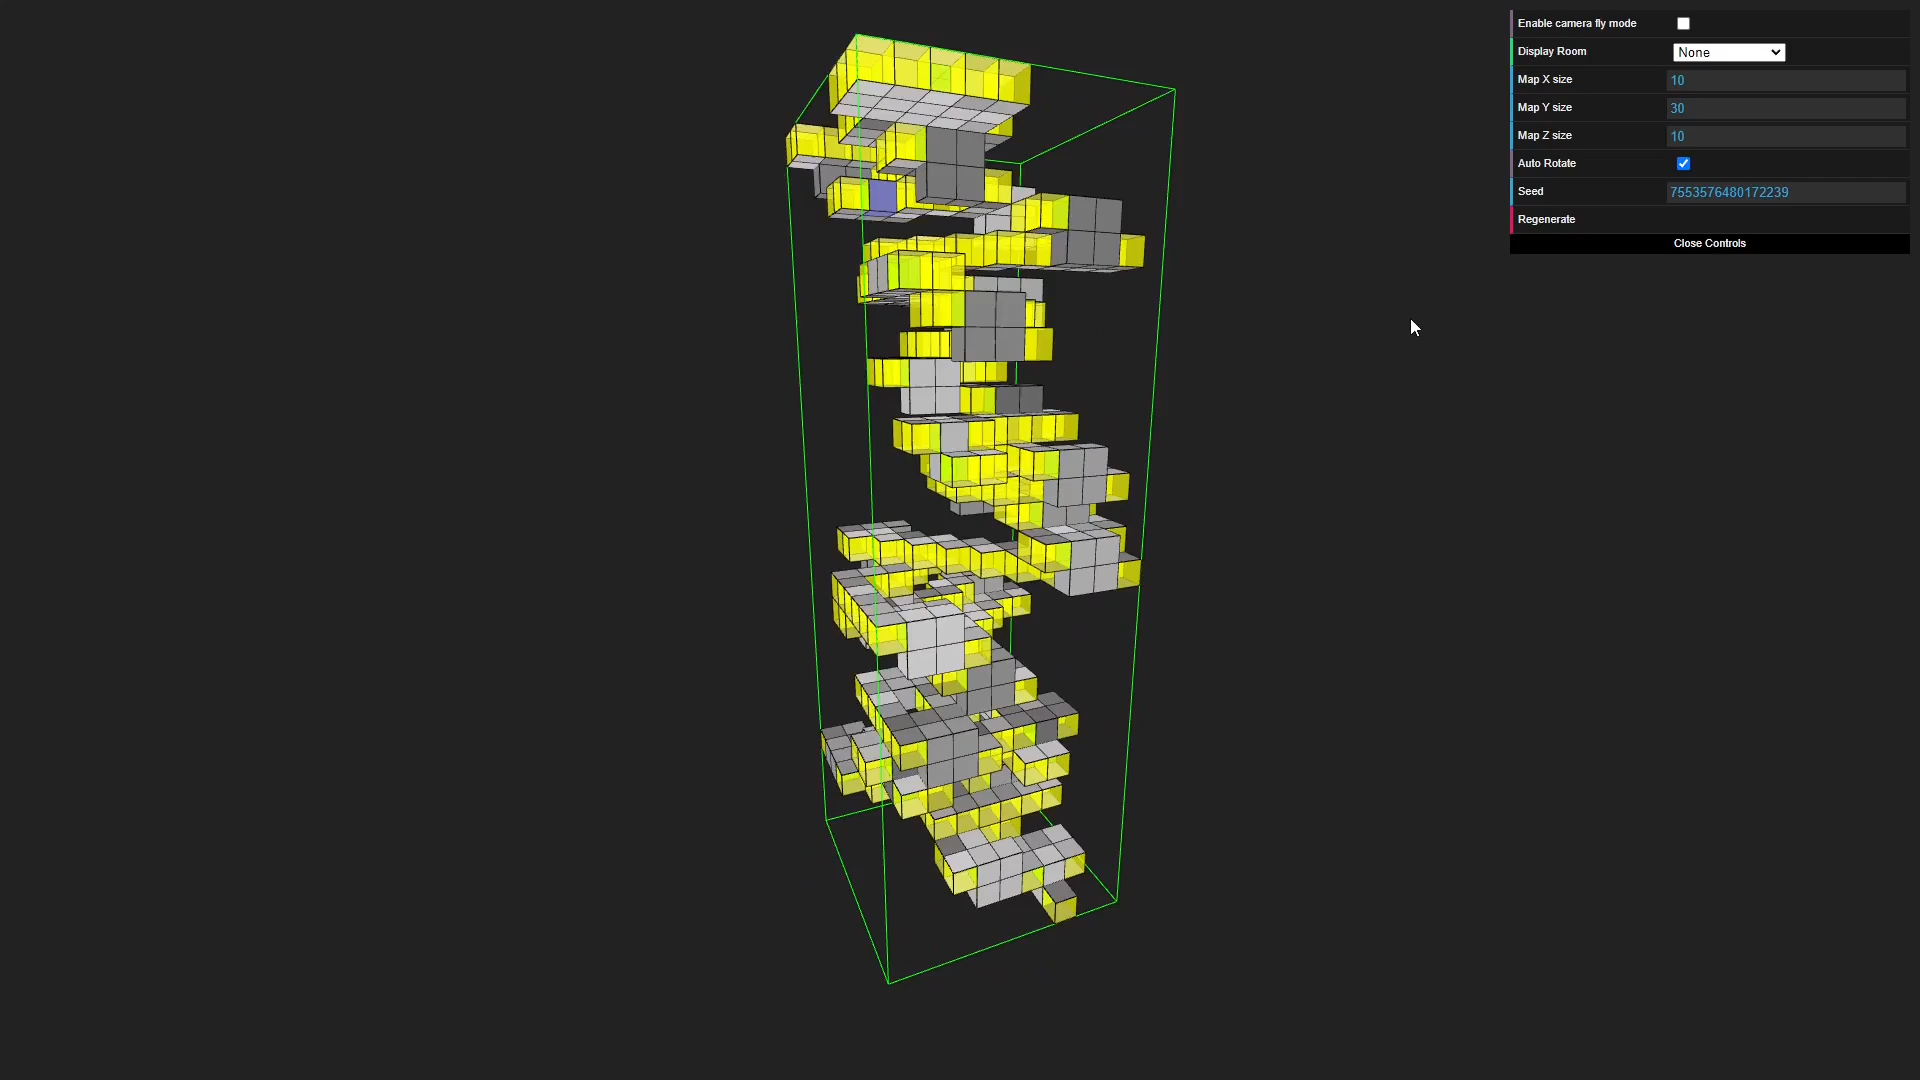 Enable camera fly mode
Display Room None
Map X size 10
Map Y size 30
Map Z size 10
Auto Rotate
Seed 7553576480172239
Regenerate
Close Controls